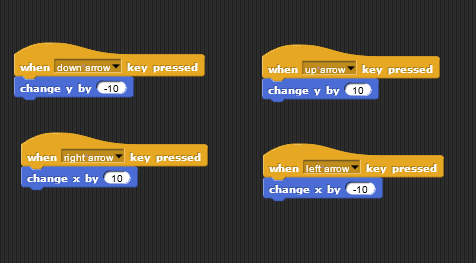 when down arrow key pressed
change y by -10
when up arrow key pressed
change y by 10
when right arrow key pressed
change x by 10
when left arrow key pressed
change x by -10